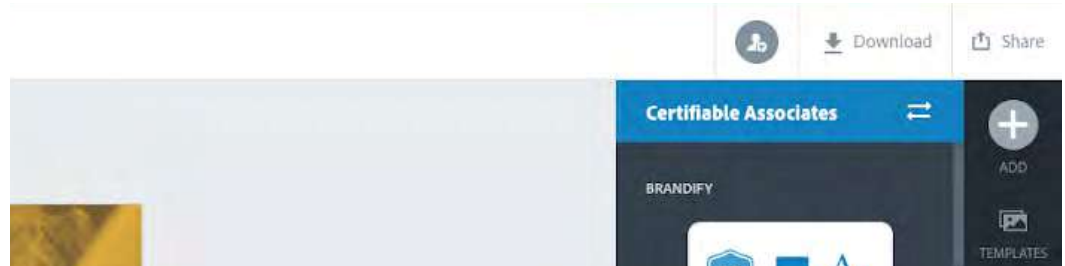 Download
Share
Certifiable Associates
ADD
BRANDIFY
TEMPLATES